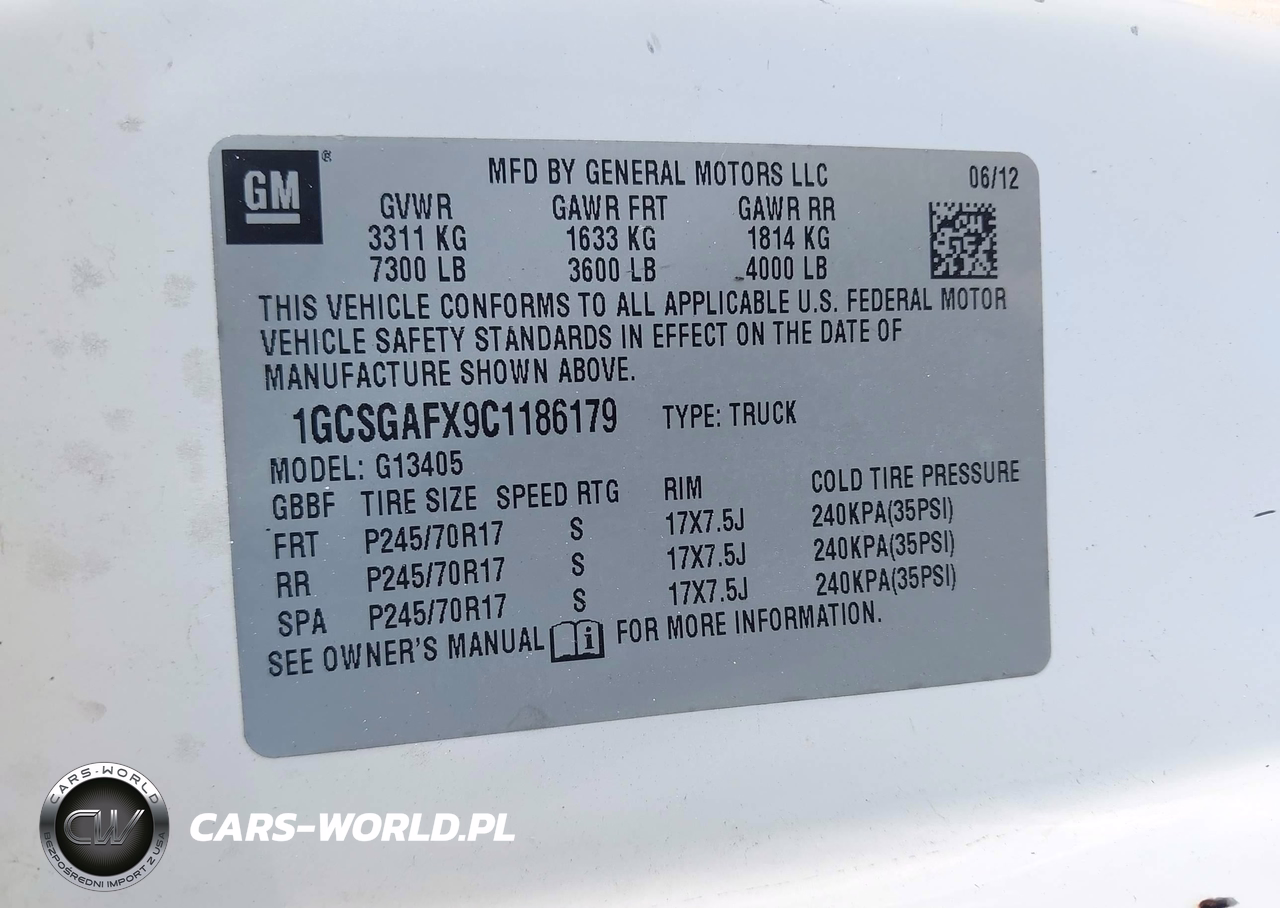 GM ®
MFD BY GENERAL MOTORS LLC 06/12
GVWR GAWR FRT GAWR RR
3311 KG 1633 KG 1814 KG
7300 LB 3600 LB 4000 LB
THIS VEHICLE CONFORMS TO ALL APPLICABLE U.S. FEDERAL MOTOR
VEHICLE SAFETY STANDARDS IN EFFECT ON THE DATE OF
MANUFACTURE SHOWN ABOVE.
1GCSGAFX9C1186179 TYPE: TRUCK
MODEL: G13405
GBBF TIRE SIZE SPEED RTG RIM COLD TIRE PRESSURE
FRT P245/70R17 S 17X7.5J 240KPA(35PSI)
RR P245/70R17 S 17X7.5J 240KPA(35PSI)
SPA P245/70R17 S 17X7.5J 240KPA(35PSI)
SEE OWNER'S MANUAL i FOR MORE INFORMATION.
CARS-WORLD
CW
BEZPOŚREDNI IMPORT Z USA
CARS-WORLD.PL